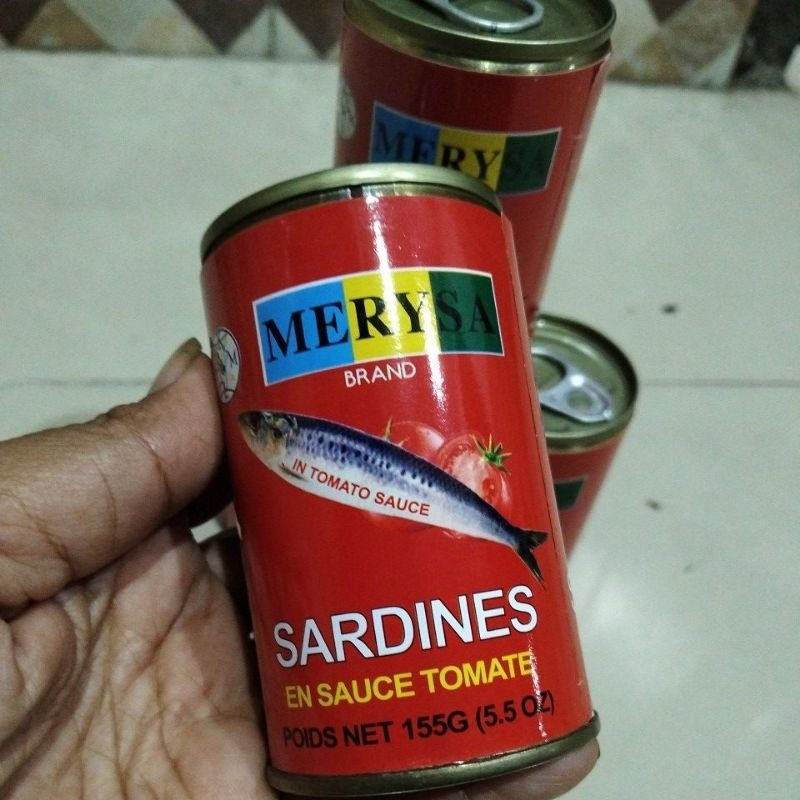 MERYSA
MERYSA
BRAND
IN TOMATO SAUCE
SARDINES
EN SAUCE TOMATE
POIDS NET 155G (5.5 OZ)